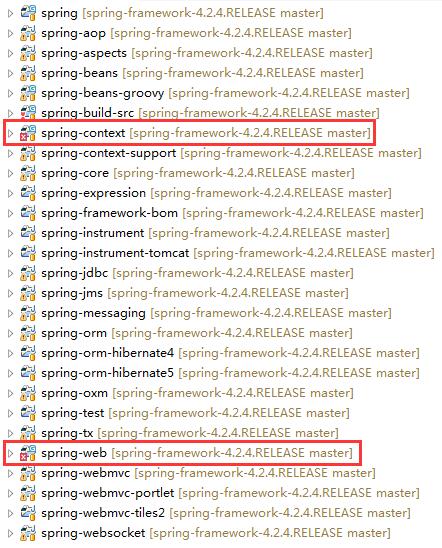 spring [spring-framework-4.2.4.RELEASE master]
spring-aop [spring-framework-4.2.4.RELEASE master]
spring-aspects [spring-framework-4.2.4.RELEASE master]
spring-beans [spring-framework-4.2.4.RELEASE master]
spring-beans-groovy [spring-framework-4.2.4.RELEASE master]
spring-build-src [spring-framework-4.2.4.RELEASE master]
spring-context [spring-framework-4.2.4.RELEASE master]
spring-context-support [spring-framework-4.2.4.RELEASE master]
spring-core [spring-framework-4.2.4.RELEASE master]
spring-expression [spring-framework-4.2.4.RELEASE master]
spring-framework-bom [spring-framework-4.2.4.RELEASE master]
spring-instrument [spring-framework-4.2.4.RELEASE master]
spring-instrument-tomcat [spring-framework-4.2.4.RELEASE master]
spring-jdbc [spring-framework-4.2.4.RELEASE master]
spring-jms [spring-framework-4.2.4.RELEASE master]
spring-messaging [spring-framework-4.2.4.RELEASE master]
spring-orm [spring-framework-4.2.4.RELEASE master]
spring-orm-hibernate4 [spring-framework-4.2.4.RELEASE master]
spring-orm-hibernate5 [spring-framework-4.2.4.RELEASE master]
spring-oxm [spring-framework-4.2.4.RELEASE master]
spring-test [spring-framework-4.2.4.RELEASE master]
spring-tx [spring-framework-4.2.4.RELEASE master]
spring-web [spring-framework-4.2.4.RELEASE master]
spring-webmvc [spring-framework-4.2.4.RELEASE master]
spring-webmvc-portlet [spring-framework-4.2.4.RELEASE master]
spring-webmvc-tiles2 [spring-framework-4.2.4.RELEASE master]
spring-websocket [spring-framework-4.2.4.RELEASE master]